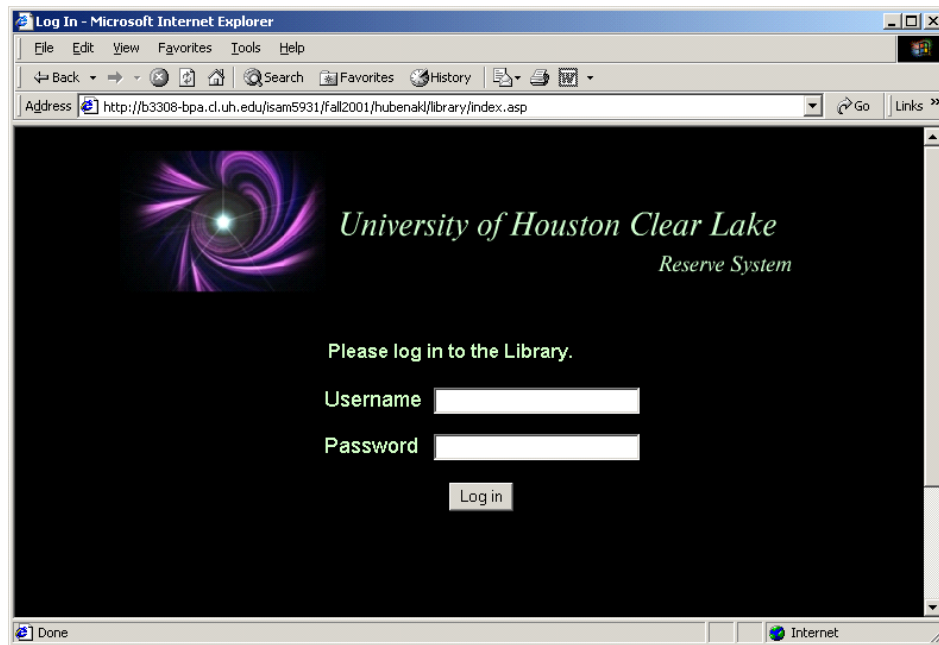 Log In - Microsoft Internet Explorer
File Edit View Favorites Tools Help
Back Search Favorites History
Address http://b3308-bpa.cl.uh.edu/isam5931/fall2001/hubenakl/library/index.asp Go Links »
University of Houston Clear Lake
Reserve System
Please log in to the Library.
Username
Password
Log in
Done Internet